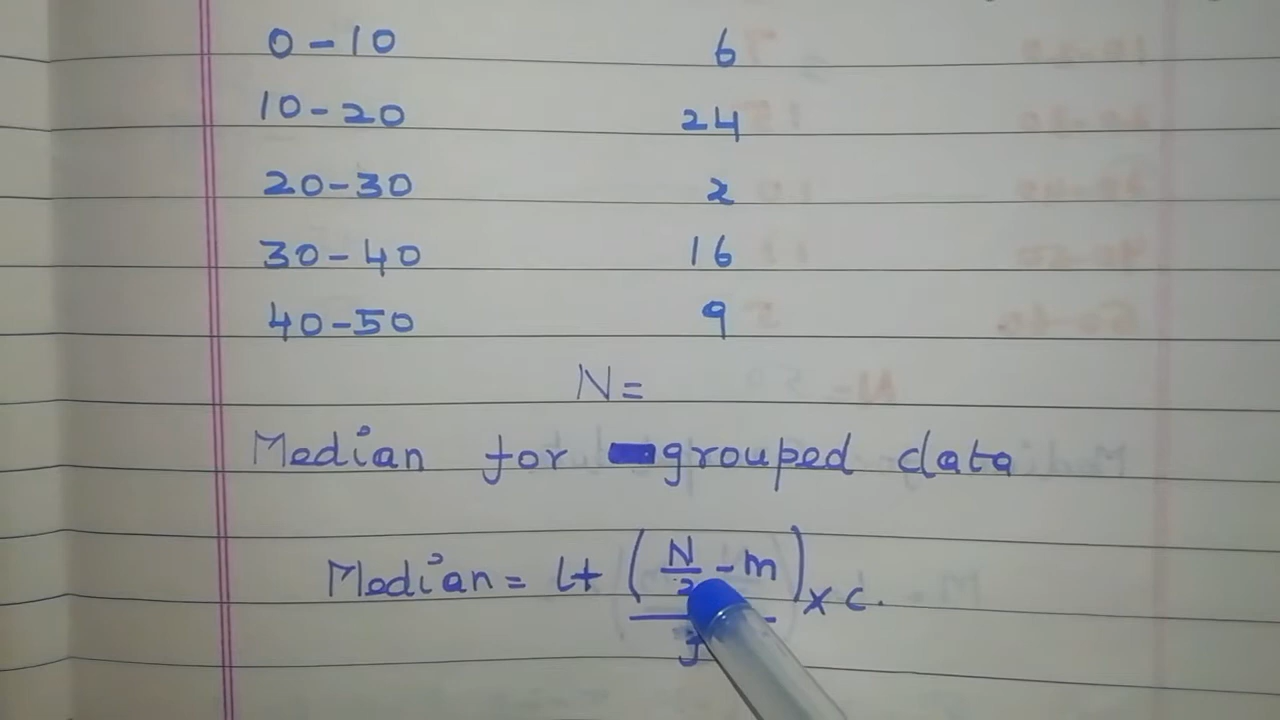 0-10 6
10-20 24
20-30 2
30-40 16
40-50 9
N=
Median for grouped data
Median = l+ (N/2 - m) / f × c.